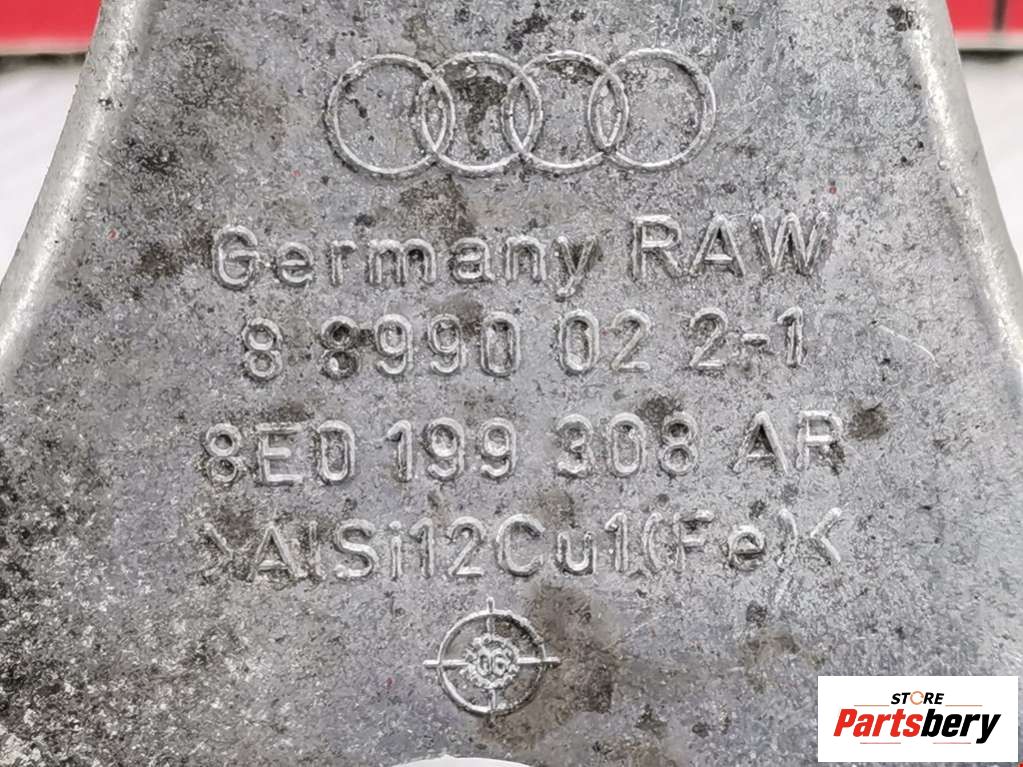 Germany RAW
8 8990 02 2-1
8E0 199 308 AR
>AlSi12Cu1(Fe)<
06
STORE
Partsbery